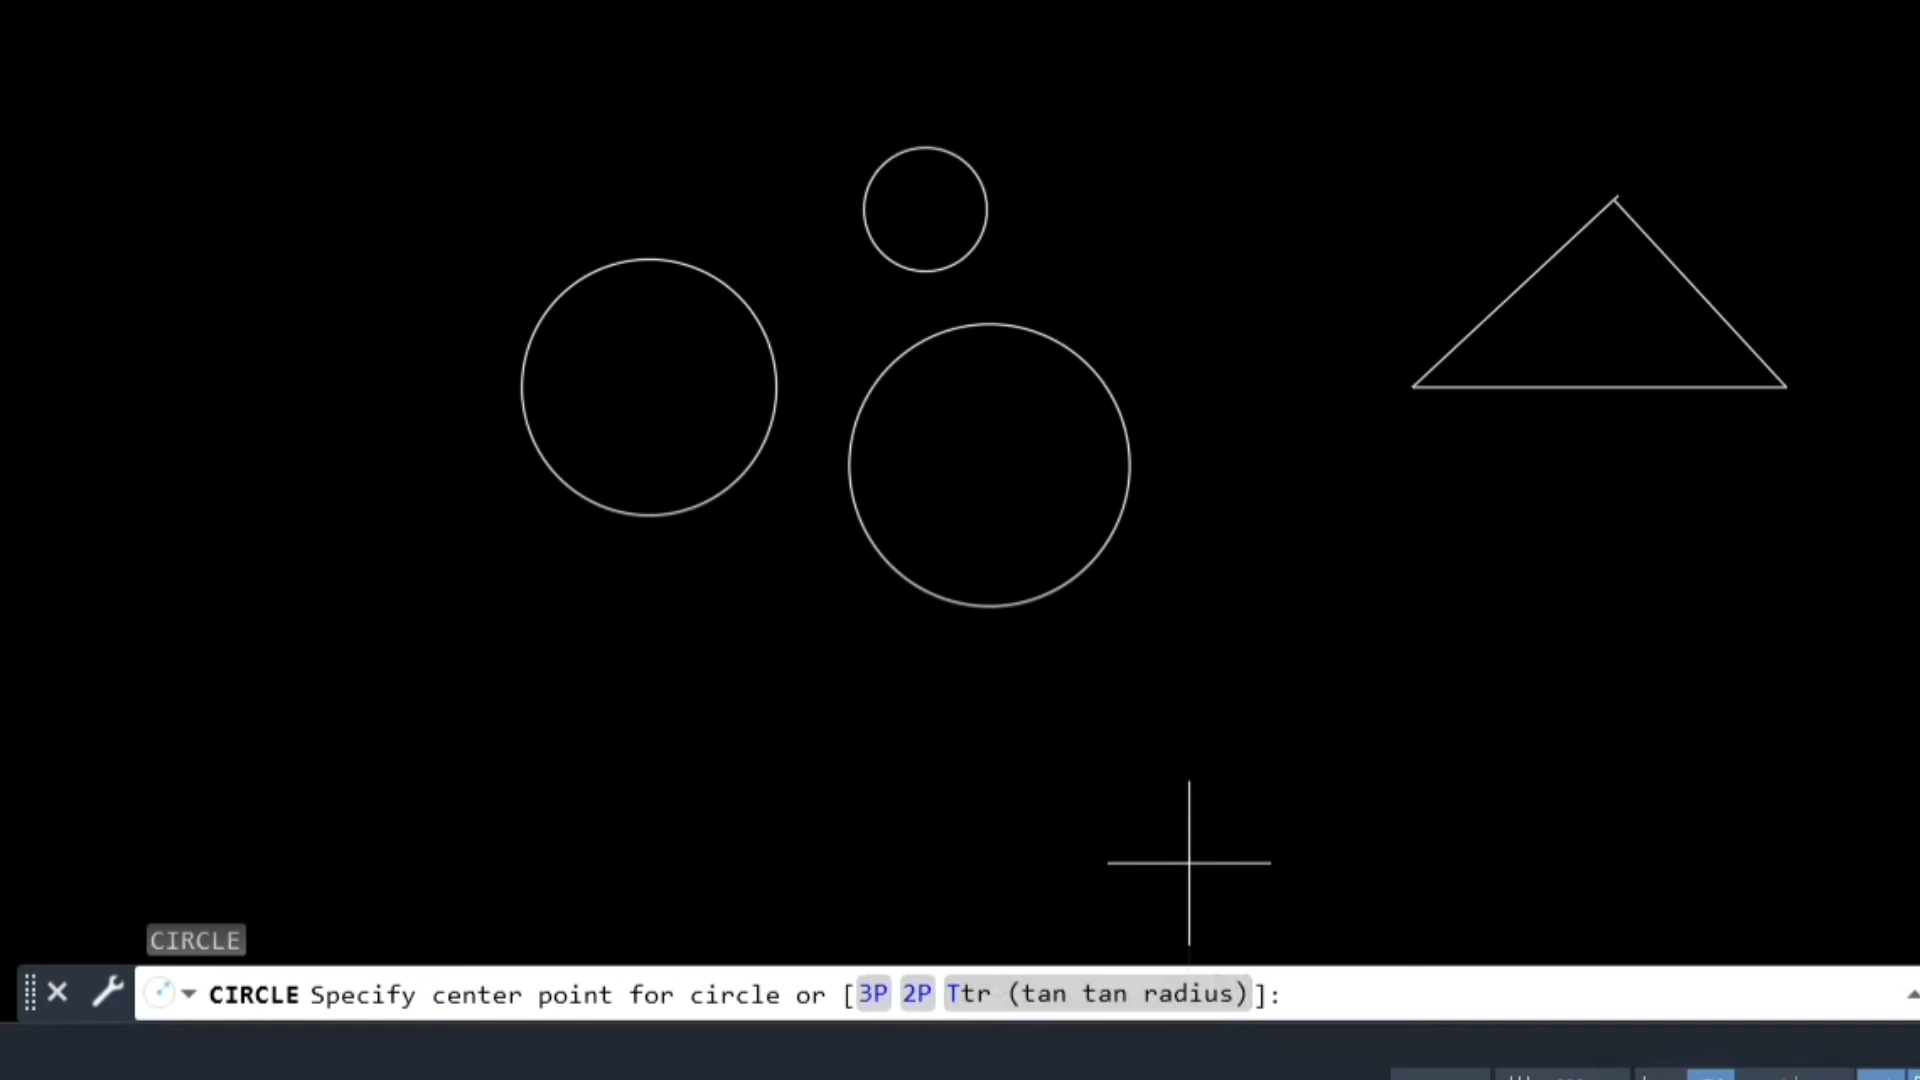 CIRCLE
CIRCLE Specify center point for circle or [3P 2P Ttr (tan tan radius)]: